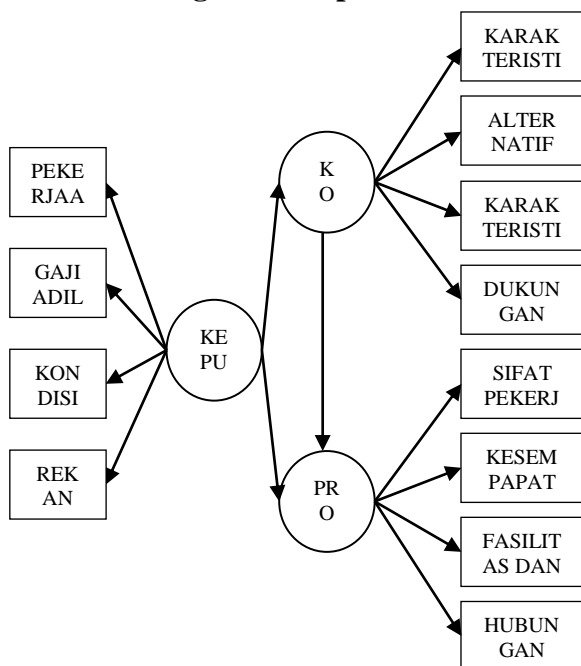 KARAK
TERISTI
ALTER
NATIF
KARAK
TERISTI
DUKUN
GAN
PEKE
RJAA
GAJI
ADIL
KON
DISI
REK
AN
K
O
KE
PU
PR
O
SIFAT
PEKERJ
KESEM
PAPAT
FASILIT
AS DAN
HUBUN
GAN